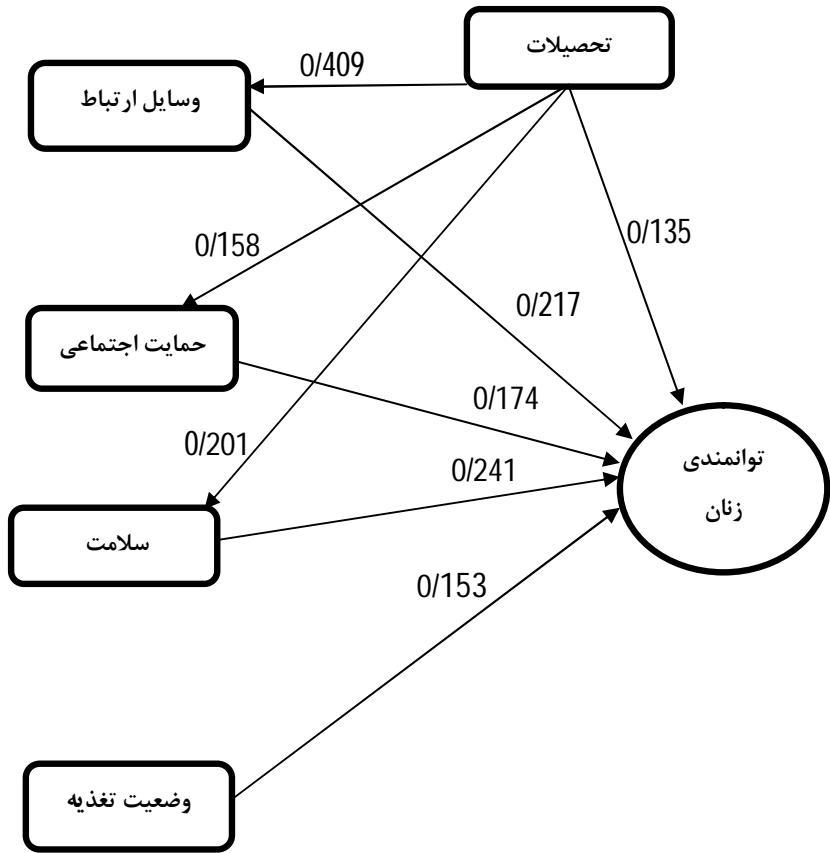 تحصیلات
0/409
وسایل ارتباط
0/158
0/135
0/217
حمایت اجتماعی
0/174
0/201
0/241
توانمندی
زنان
سلامت
0/153
وضعیت تغذیه